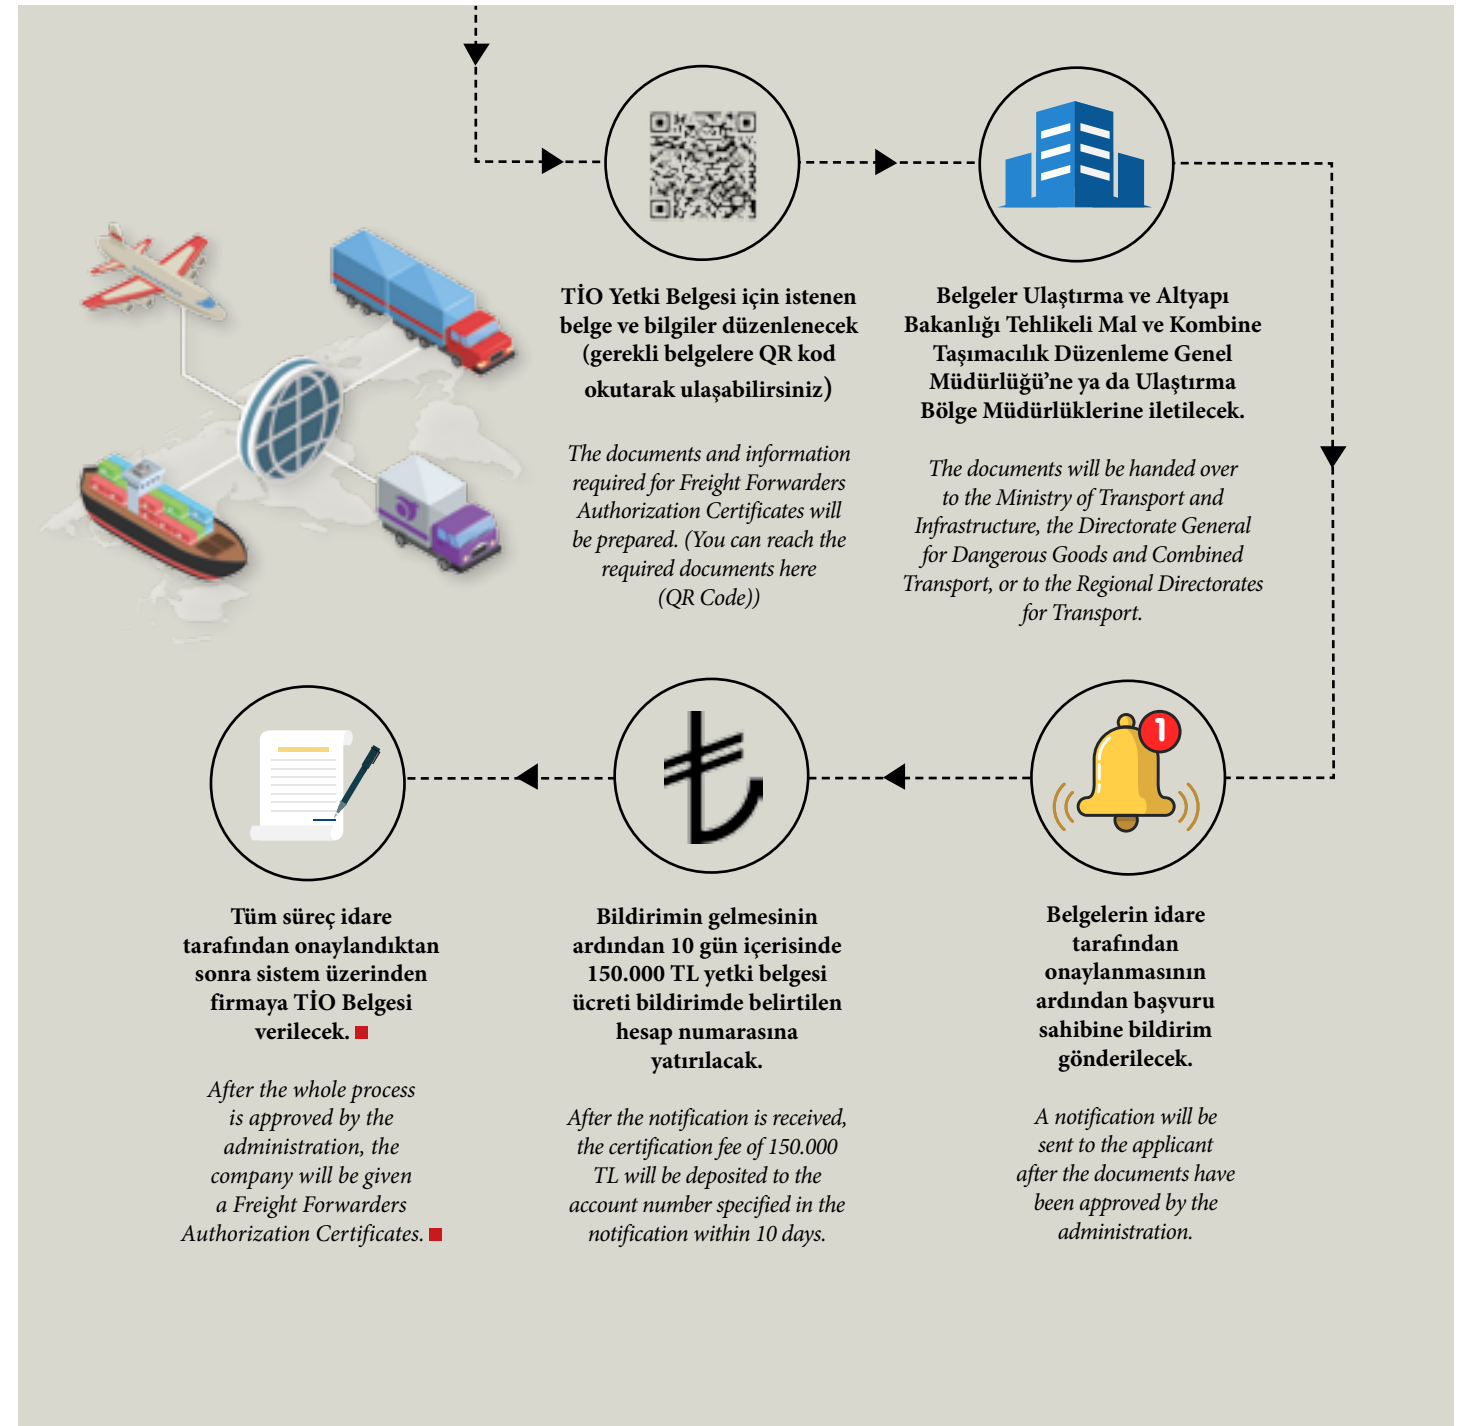 TİO Yetki Belgesi için istenen
belge ve bilgiler düzenlenecek
(gerekli belgelere QR kod
okutarak ulaşabilirsiniz)
The documents and information
required for Freight Forwarders
Authorization Certificates will
be prepared. (You can reach the
required documents here
(QR Code))
Belgeler Ulaştırma ve Altyapı
Bakanlığı Tehlikeli Mal ve Kombine
Taşımacılık Düzenleme Genel
Müdürlüğü’ne ya da Ulaştırma
Bölge Müdürlüklerine iletilecek.
The documents will be handed over
to the Ministry of Transport and
Infrastructure, the Directorate General
for Dangerous Goods and Combined
Transport, or to the Regional Directorates
for Transport.
1
Belgelerin idare
tarafından
onaylanmasının
ardından başvuru
sahibine bildirim
gönderilecek.
A notification will be
sent to the applicant
after the documents have
been approved by the
administration.
Bildirimin gelmesinin
ardından 10 gün içerisinde
150.000 TL yetki belgesi
ücreti bildirimde belirtilen
hesap numarasına
yatırılacak.
After the notification is received,
the certification fee of 150.000
TL will be deposited to the
account number specified in the
notification within 10 days.
Tüm süreç idare
tarafından onaylandıktan
sonra sistem üzerinden
firmaya TİO Belgesi
verilecek.
After the whole process
is approved by the
administration, the
company will be given
a Freight Forwarders
Authorization Certificates.